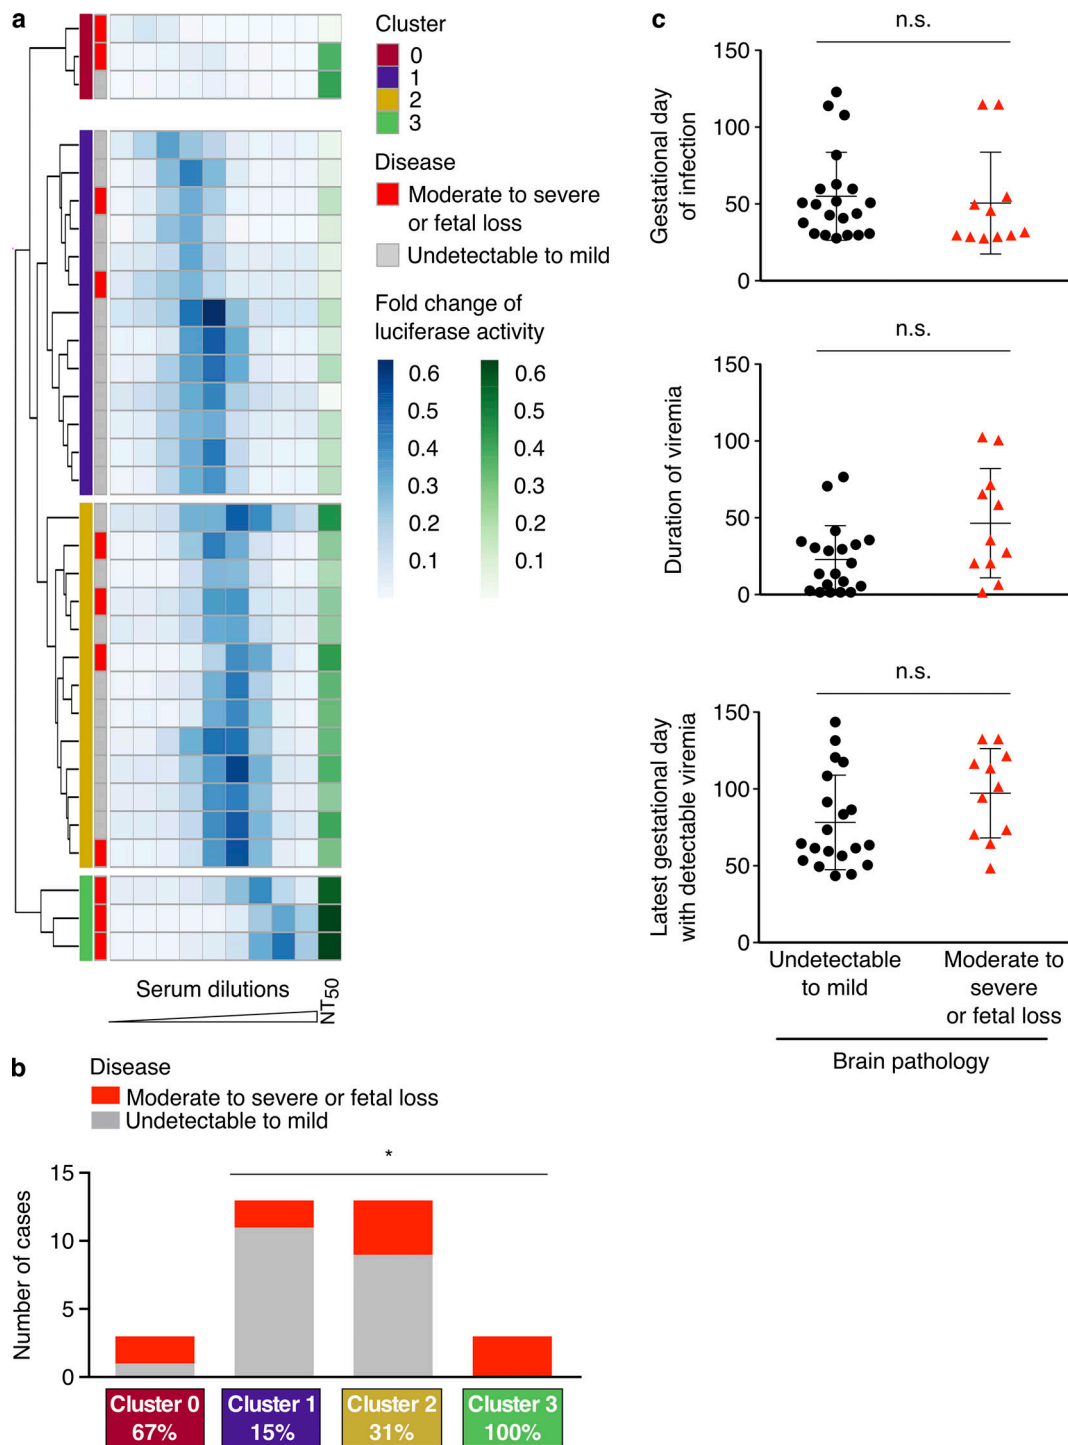 a
Cluster
0
1
2
3
Disease
Moderate to severe
or fetal loss
Undetectable to mild
Fold change of
luciferase activity
0.6
0.5
0.4
0.3
0.2
0.1
0.6
0.5
0.4
0.3
0.2
0.1
Serum dilutions
NT50
b
Disease
Moderate to severe or fetal loss
Undetectable to mild
*
Number of cases
15
10
5
0
Cluster 0
67%
Cluster 1
15%
Cluster 2
31%
Cluster 3
100%
c
n.s.
Gestational day
of infection
150
100
50
0
n.s.
Duration of viremia
150
100
50
0
n.s.
Latest gestational day
with detectable viremia
150
100
50
0
Undetectable
to mild
Moderate to
severe
or fetal loss
Brain pathology